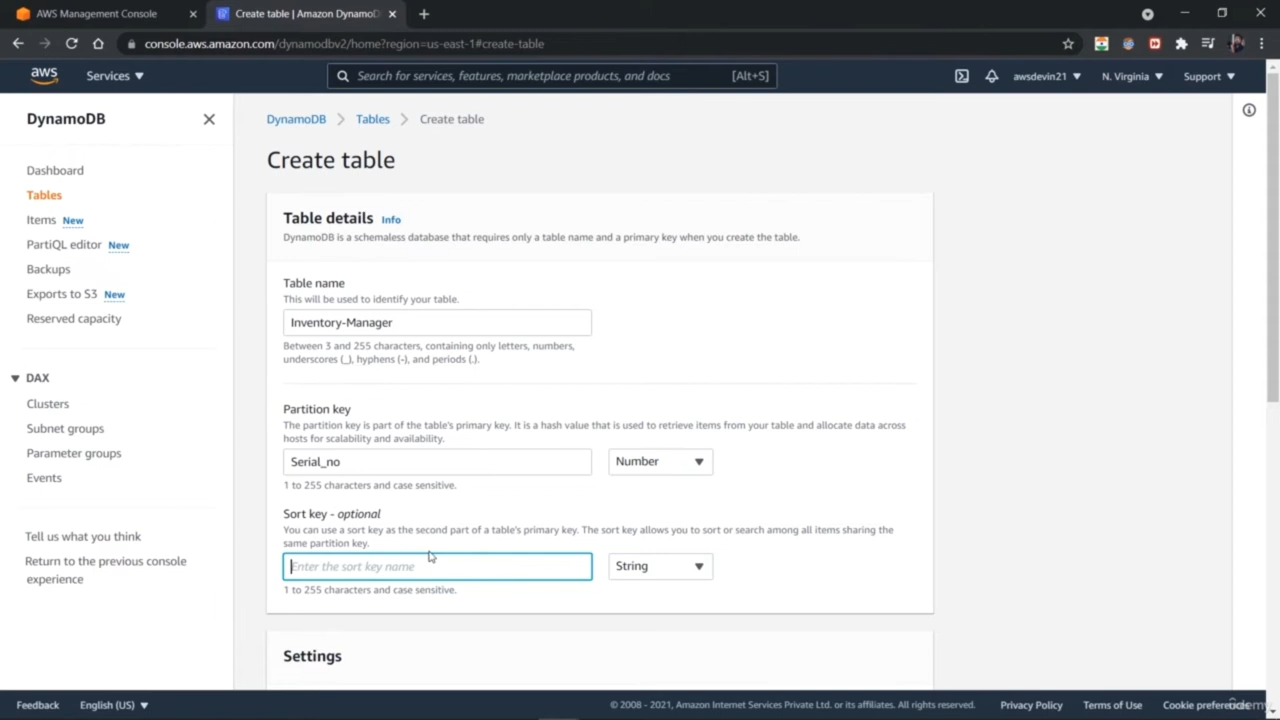 AWS Management Console
Create table | Amazon DynamoD
console.aws.amazon.com/dynamodbv2/home?region=us-east-1#create-table
aws
Services
Search for services, features, marketplace products, and docs
[Alt+S]
awsdevin21
N. Virginia
Support
DynamoDB
Dashboard
Tables
Items New
PartiQL editor New
Backups
Exports to S3 New
Reserved capacity
DAX
Clusters
Subnet groups
Parameter groups
Events
Tell us what you think
Return to the previous console
experience
DynamoDB > Tables > Create table
Create table
Table details Info
DynamoDB is a schemaless database that requires only a table name and a primary key when you create the table.
Table name
This will be used to identify your table.
Inventory-Manager
Between 3 and 255 characters, containing only letters, numbers,
underscores (_), hyphens (-), and periods (.).
Partition key
The partition key is part of the table's primary key. It is a hash value that is used to retrieve items from your table and allocate data across
hosts for scalability and availability.
Serial_no
Number
1 to 255 characters and case sensitive.
Sort key - optional
You can use a sort key as the second part of a table's primary key. The sort key allows you to sort or search among all items sharing the
same partition key.
Enter the sort key name
String
1 to 255 characters and case sensitive.
Settings
Feedback
English (US)
© 2008 - 2021, Amazon Internet Services Private Ltd. or its affiliates. All rights reserved.
Privacy Policy
Terms of Use
Cookie preferences
Udemy